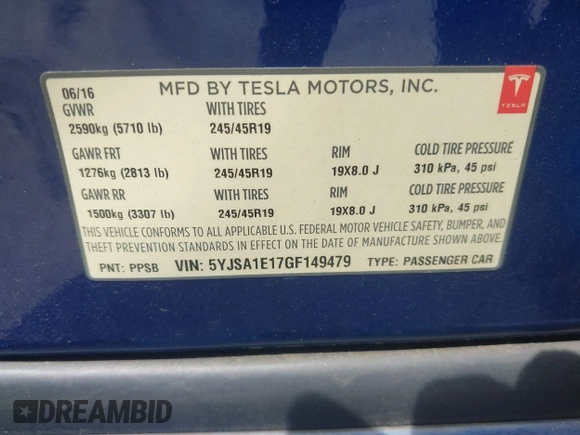 06/16 MFD BY TESLA MOTORS, INC. TESLA
GVWR WITH TIRES
2590kg (5710 lb) 245/45R19
GAWR FRT WITH TIRES RIM COLD TIRE PRESSURE
1276kg (2813 lb) 245/45R19 19X8.0 J 310 kPa, 45 psi
GAWR RR WITH TIRES RIM COLD TIRE PRESSURE
1500kg (3307 lb) 245/45R19 19X8.0 J 310 kPa, 45 psi
THIS VEHICLE CONFORMS TO ALL APPLICABLE U.S. FEDERAL MOTOR VEHICLE SAFETY, BUMPER, AND
THEFT PREVENTION STANDARDS IN EFFECT ON THE DATE OF MANUFACTURE SHOWN ABOVE.
PNT: PPSB VIN: 5YJSA1E17GF149479 TYPE: PASSENGER CAR
DREAMBID